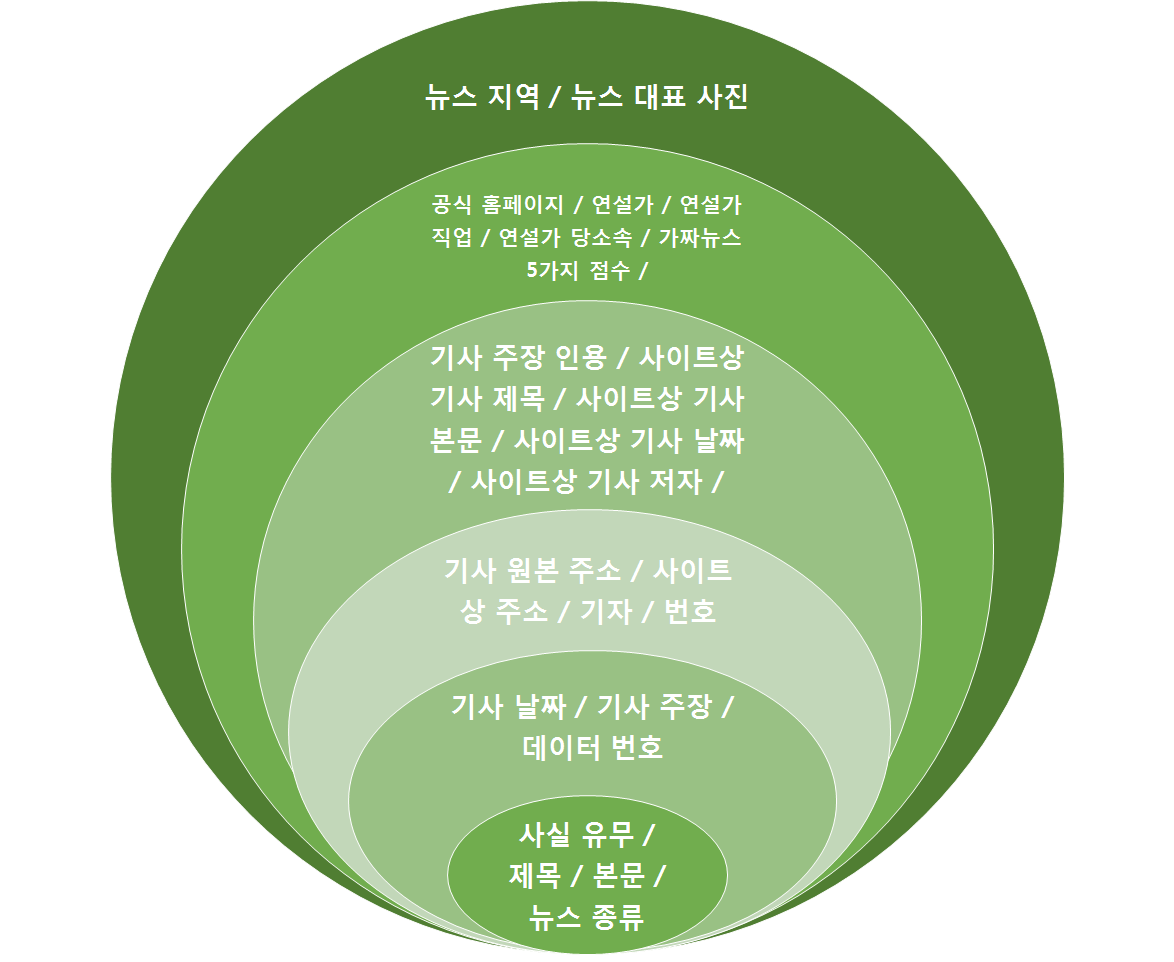 뉴스 지역 / 뉴스 대표 사진
공식 홈페이지 / 연설가 / 연설가
직업 / 연설가 당소속 / 가짜뉴스
5가지 점수 /
기사 주장 인용 / 사이트상
기사 제목 / 사이트상 기사
본문 / 사이트상 기사 날짜
/ 사이트상 기사 저자 /
기사 원본 주소 / 사이트
상 주소 / 기자 / 번호
기사 날짜 / 기사 주장 /
데이터 번호
사실 유무 /
제목 / 본문 /
뉴스 종류